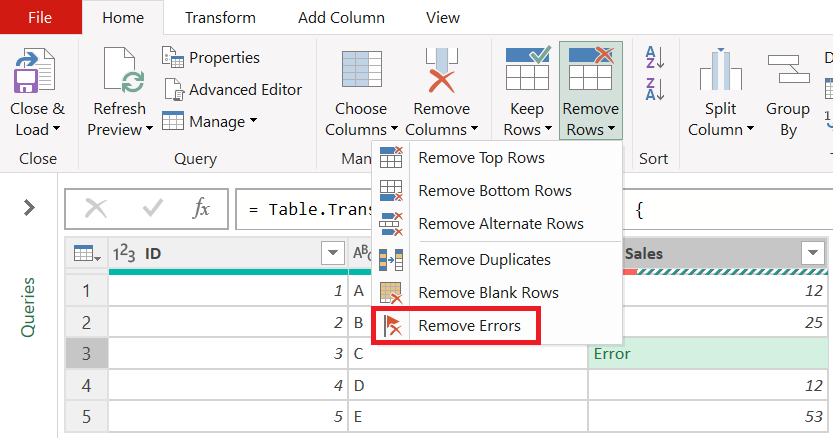 File Home Transform Add Column View
Close & Load
Refresh Preview
Properties
Advanced Editor
Manage
Choose Columns
Remove Columns
Keep Rows
Remove Rows
A Z
Z A
Split Column
Group By
D
Close Query Man Sort
Remove Top Rows
Remove Bottom Rows
Remove Alternate Rows
Remove Duplicates
Remove Blank Rows
Remove Errors
fx = Table.Trans {
Queries
1 2 3 ID A B C Sales
1 1 A 12
2 2 B 25
3 3 C Error
4 4 D 12
5 5 E 53